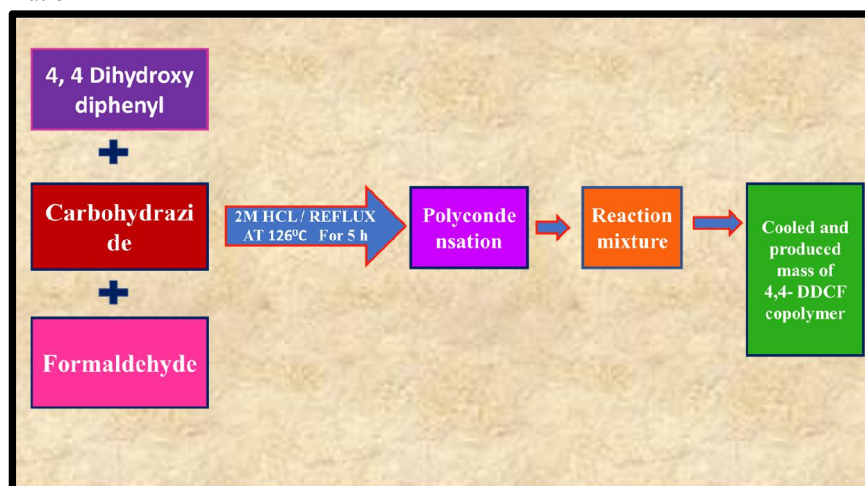 4, 4 Dihydroxy
diphenyl
Carbohydrazi
de
Formaldehyde
2M HCL / REFLUX
AT 126⁰C For 5 h
Polyconde
nsation
Reaction
mixture
Cooled and
produced
mass of
4,4- DDCF
copolymer